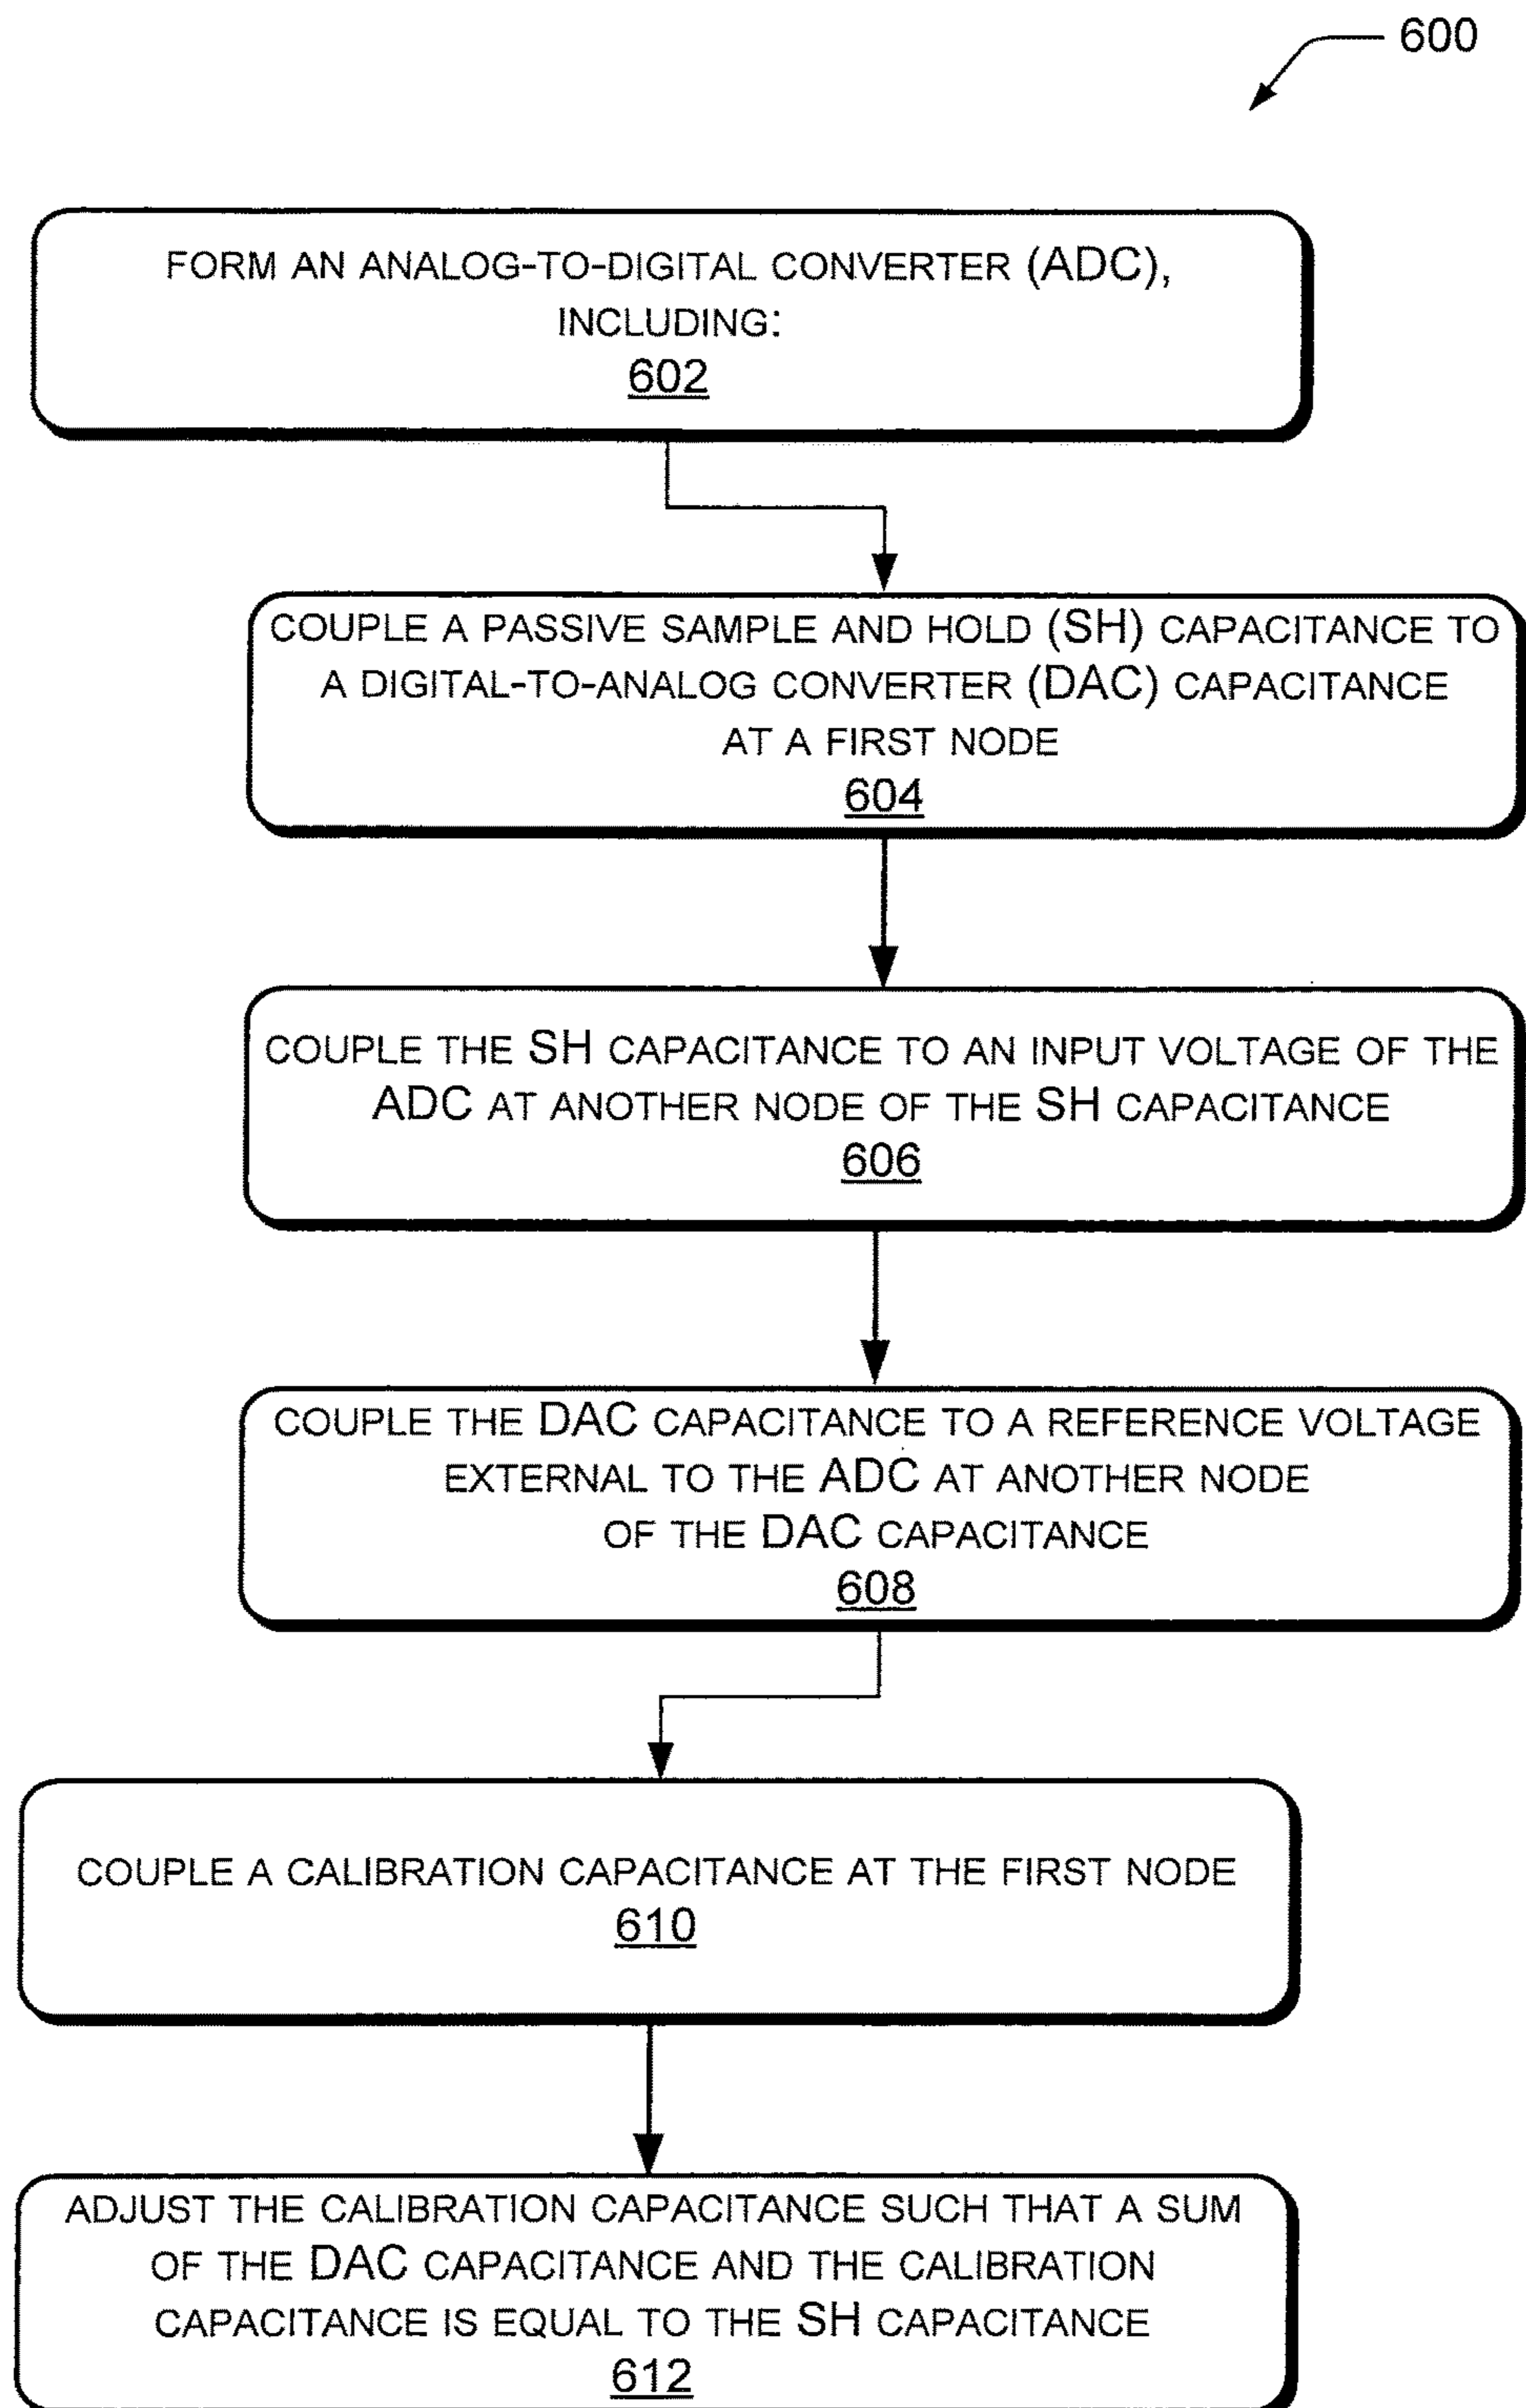 600
FORM AN ANALOG-TO-DIGITAL CONVERTER (ADC),
INCLUDING:
602
COUPLE A PASSIVE SAMPLE AND HOLD (SH) CAPACITANCE TO
A DIGITAL-TO-ANALOG CONVERTER (DAC) CAPACITANCE
AT A FIRST NODE
604
COUPLE THE SH CAPACITANCE TO AN INPUT VOLTAGE OF THE
ADC AT ANOTHER NODE OF THE SH CAPACITANCE
606
COUPLE THE DAC CAPACITANCE TO A REFERENCE VOLTAGE
EXTERNAL TO THE ADC AT ANOTHER NODE
OF THE DAC CAPACITANCE
608
COUPLE A CALIBRATION CAPACITANCE AT THE FIRST NODE
610
ADJUST THE CALIBRATION CAPACITANCE SUCH THAT A SUM
OF THE DAC CAPACITANCE AND THE CALIBRATION
CAPACITANCE IS EQUAL TO THE SH CAPACITANCE
612